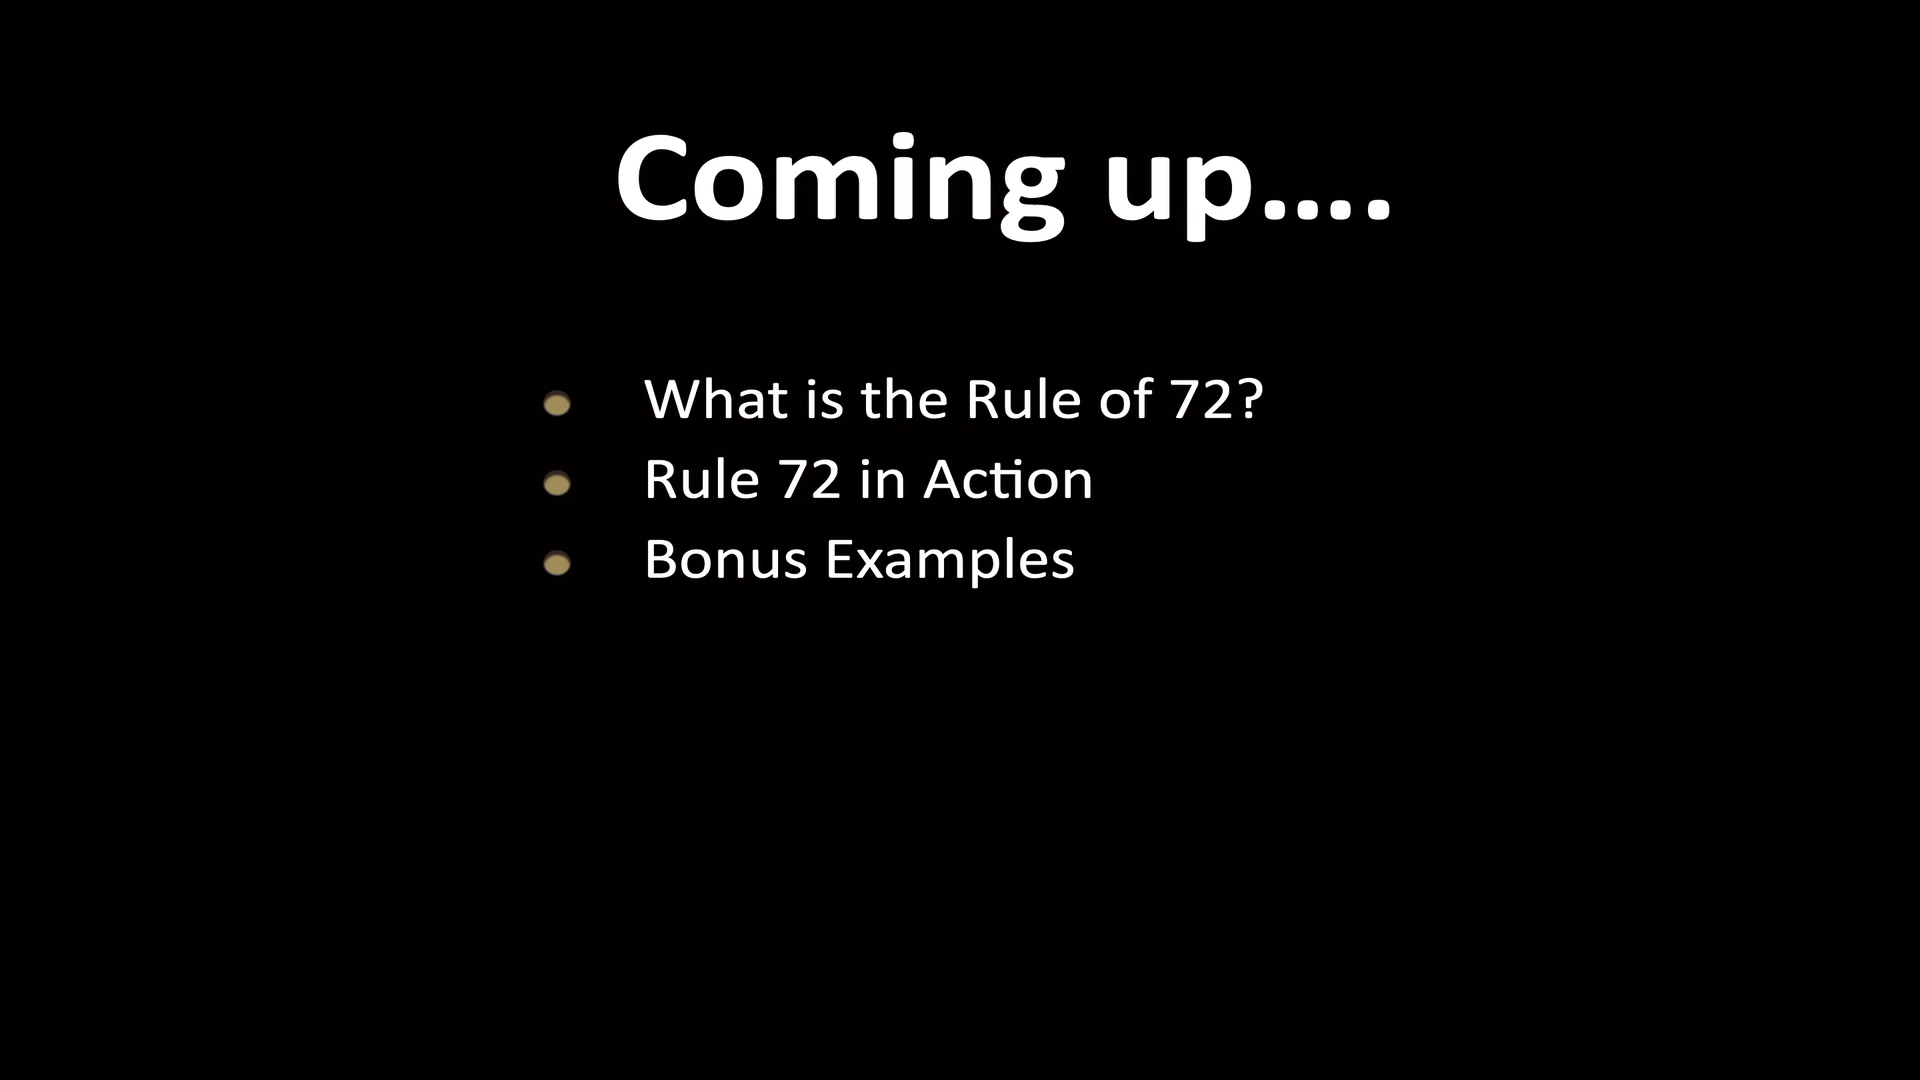 Coming up....
What is the Rule of 72?
Rule 72 in Action
Bonus Examples